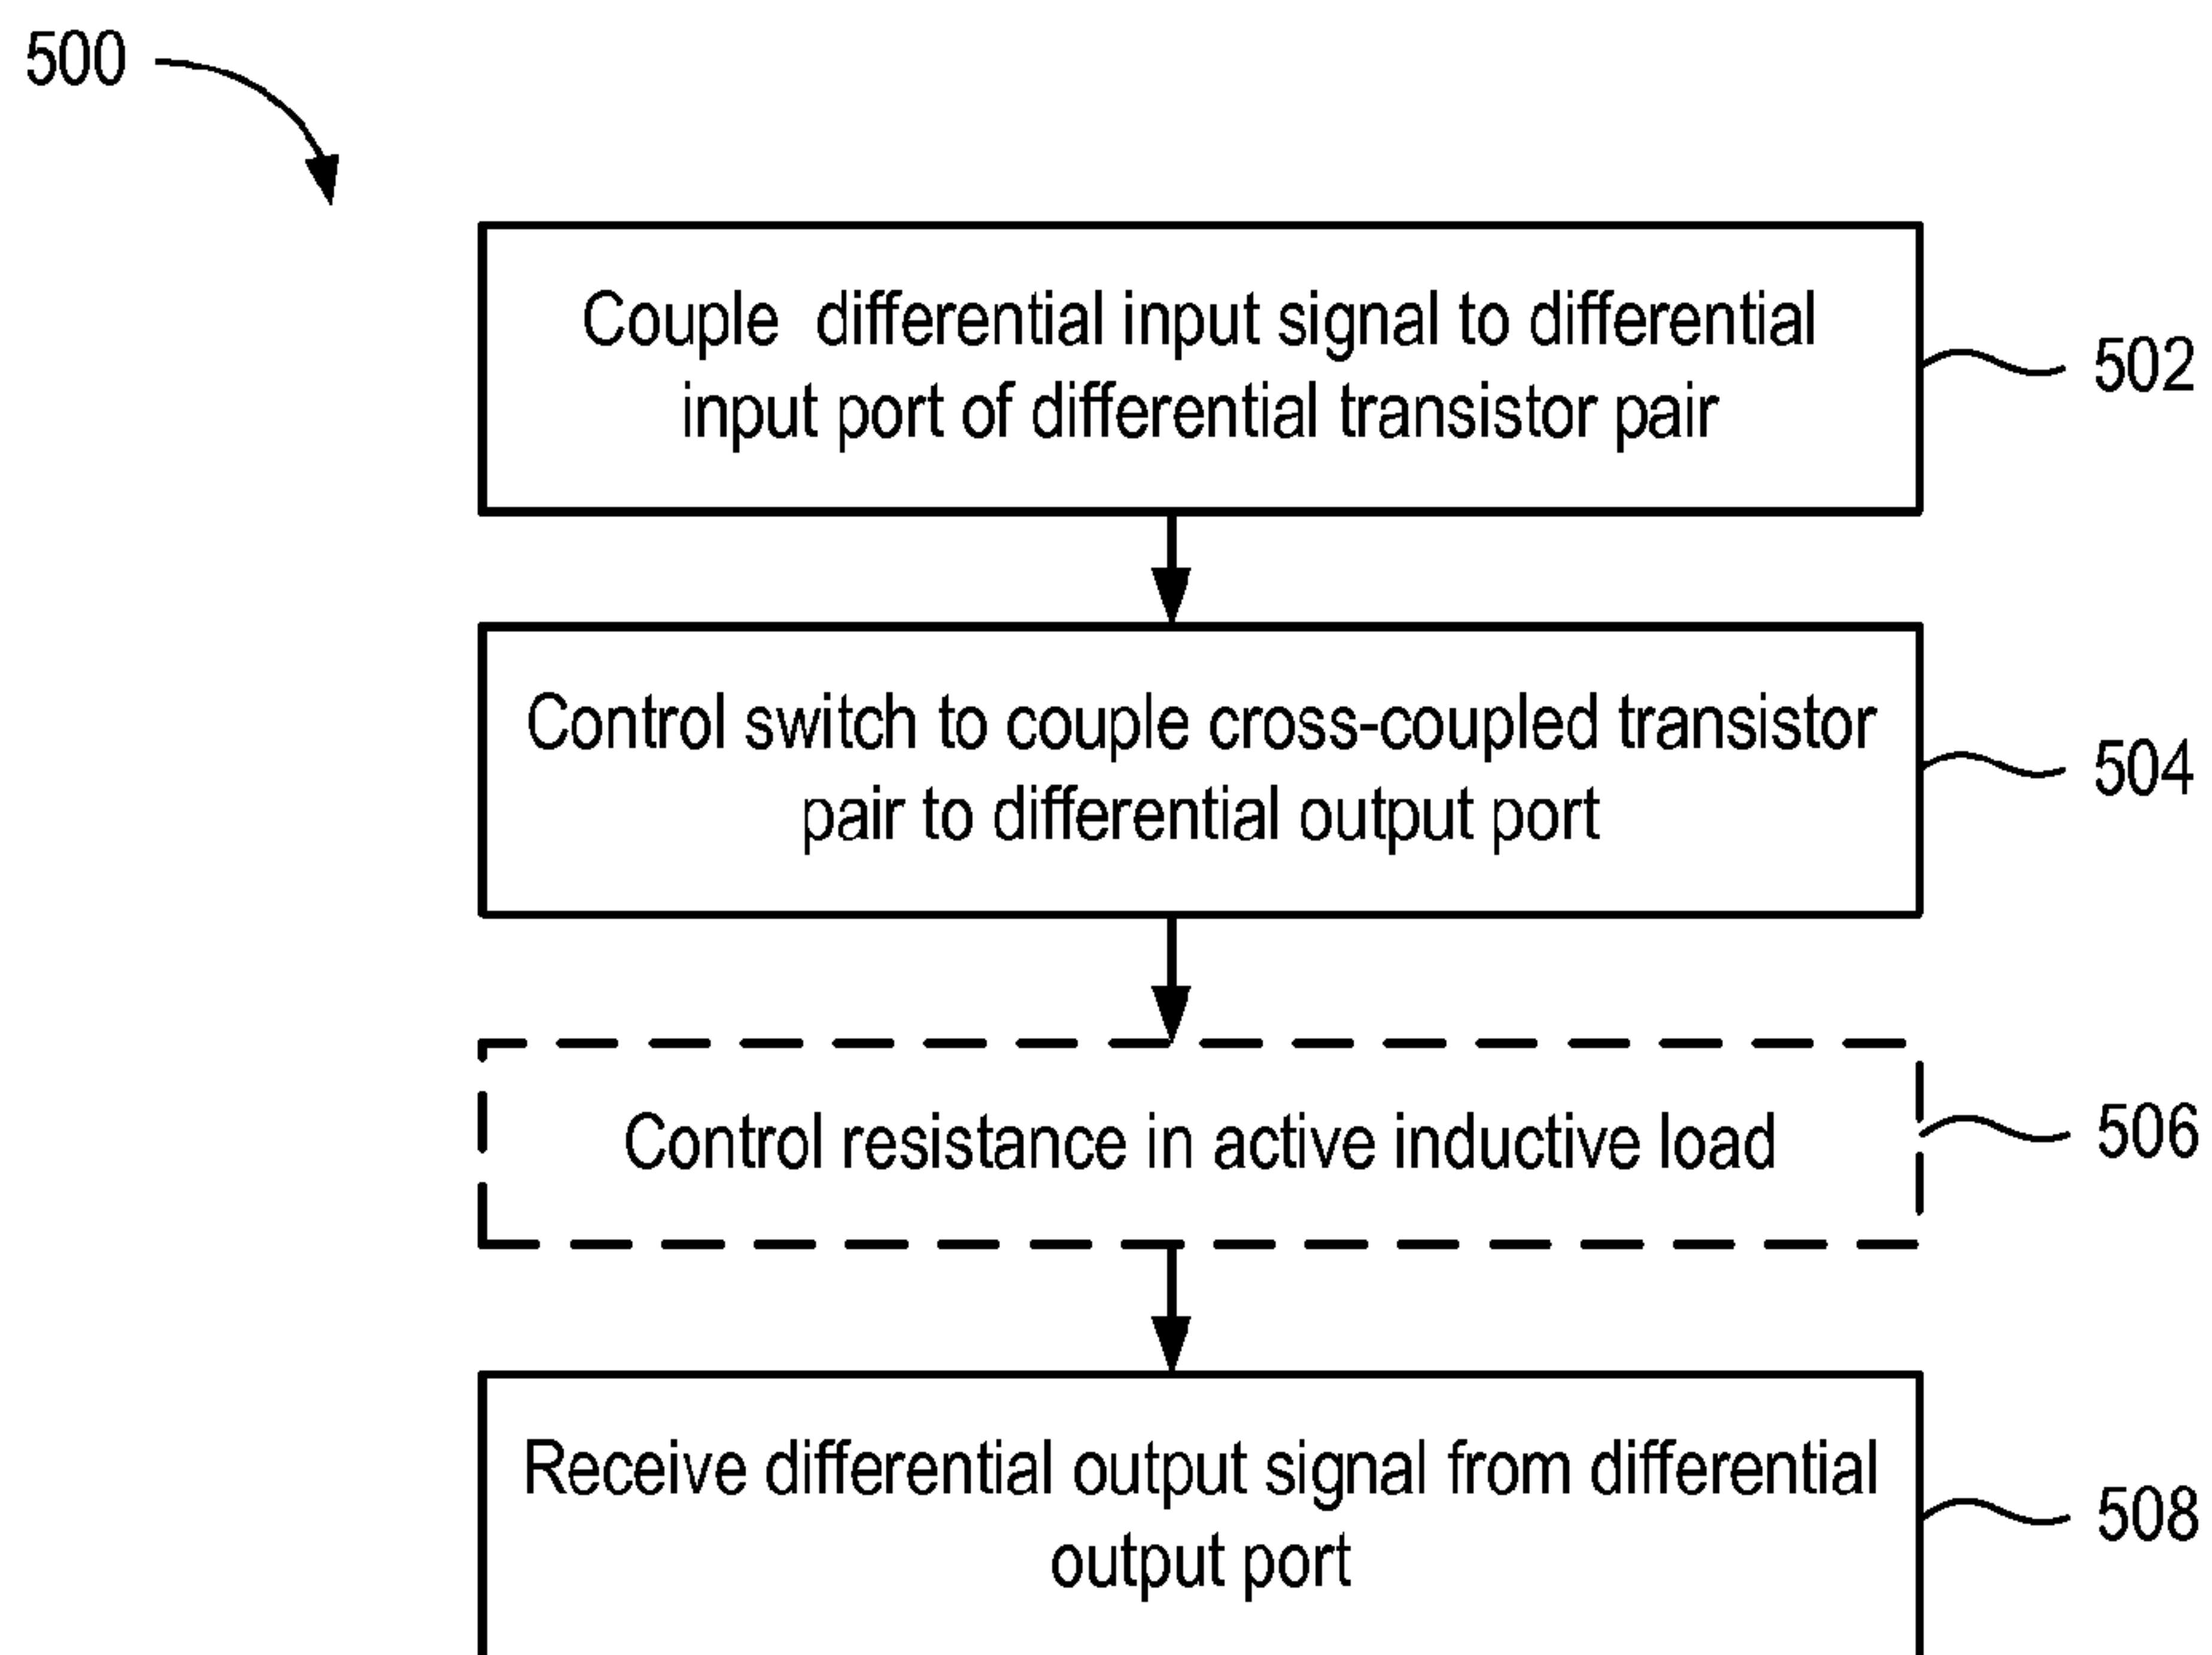 500
Couple differential input signal to differential
input port of differential transistor pair
502
Control switch to couple cross-coupled transistor
pair to differential output port
504
Control resistance in active inductive load
506
Receive differential output signal from differential
output port
508